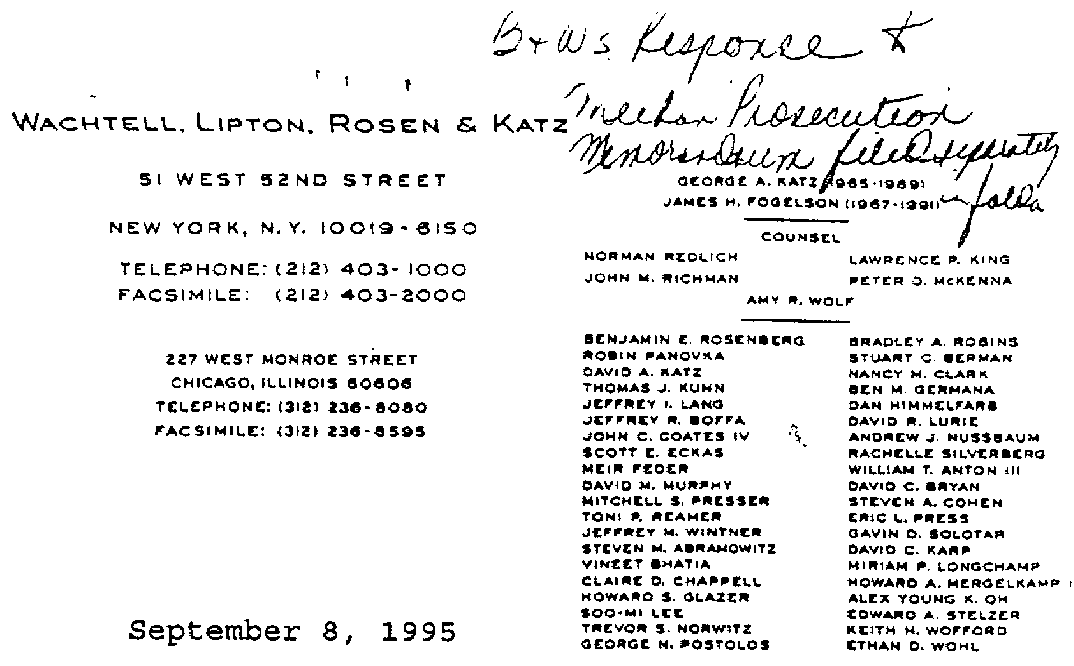 B+W's Response to
Meehan Prosecution
Memorandum filed separately
in folder
WACHTELL, LIPTON, ROSEN & KATZ
51 WEST 52ND STREET
NEW YORK, N.Y. 10019-6150
TELEPHONE: (212) 403-1000
FACSIMILE: (212) 403-2000
227 WEST MONROE STREET
CHICAGO, ILLINOIS 60606
TELEPHONE: (312) 236-6080
FACSIMILE: (312) 236-8595
GEORGE A. KATZ (1965-1989)
JAMES H. FOGELSON (1967-1991)
COUNSEL
NORMAN REDLICH LAWRENCE P. KING
JOHN M. RICHMAN PETER D. McKENNA
AMY R. WOLF
BENJAMIN E. ROSENBERG BRADLEY A. ROBINS
ROBIN PANOVKA STUART C. BERMAN
DAVID A. KATZ NANCY M. CLARK
THOMAS J. KUHN BEN M. GERMANA
JEFFREY I. LANG DAN HIMMELFARB
JEFFREY R. BOFFA DAVID R. LURIE
JOHN C. COATES IV ANDREW J. NUSSBAUM
SCOTT E. ECKAS RACHELLE SILVERBERG
MEIR FEDER WILLIAM T. ANTON III
DAVID M. MURPHY DAVID C. BRYAN
MITCHELL S. PRESSER STEVEN A. COHEN
TONI P. REAMER ERIC L. PRESS
JEFFREY M. WINTNER GAVIN D. SOLOTAR
STEVEN M. ABRAMOWITZ DAVID C. KARP
VINEET BHATIA MIRIAM P. LONGCHAMP
CLAIRE D. CHAPPELL HOWARD A. MERGELKAMP
HOWARD S. GLAZER ALEX YOUNG K. OH
SOO-MI LEE EDWARD A. STELZER
TREVOR S. NORWITZ KEITH H. WOFFORD
GEORGE N. POSTOLOS ETHAN D. WOHL
September 8, 1995